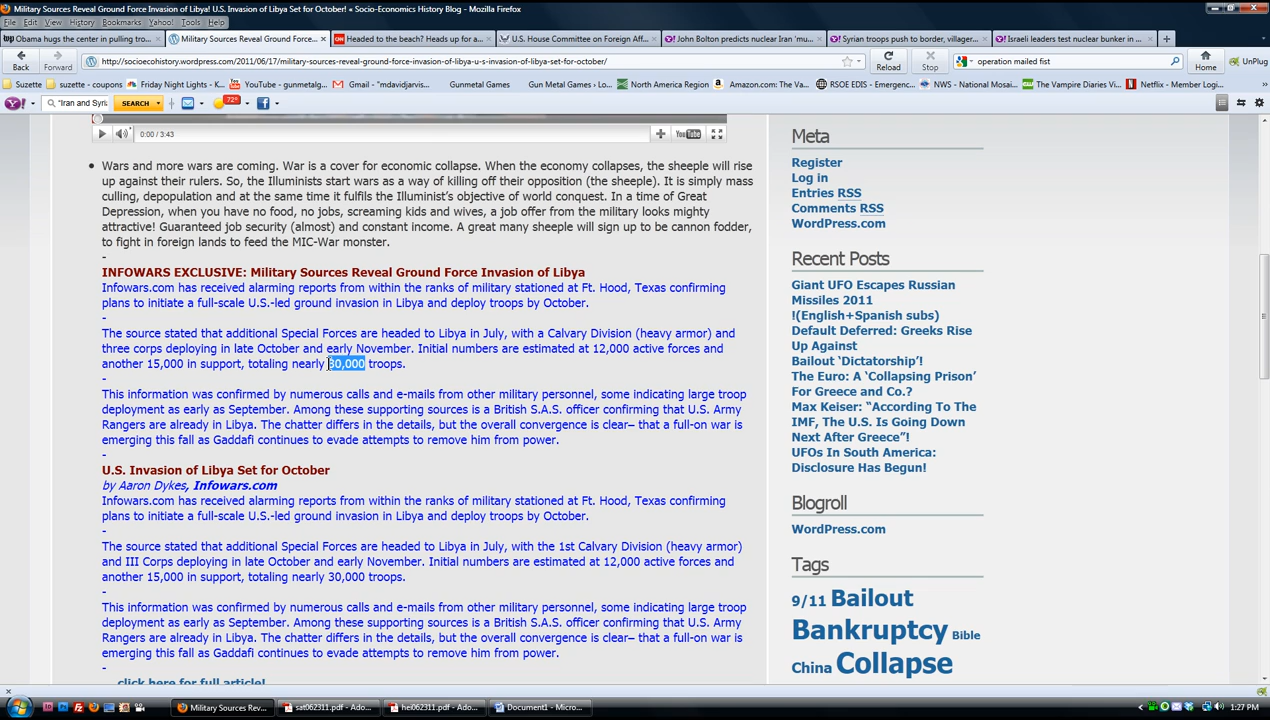 Military Sources Reveal Ground Force Invasion of Libya! U.S. Invasion of Libya Set for October! « Socio-Economics History Blog - Mozilla Firefox
File Edit View History Bookmarks Yahoo! Tools Help
Obama hugs the center in pulling tro... Military Sources Reveal Ground Force... Headed to the beach? Heads up for a... U.S. House Committee on Foreign Aff... John Bolton predicts nuclear Iran 'mu... Syrian troops push to border, villager... Israeli leaders test nuclear bunker in ...
Back Forward http://socioecohistory.wordpress.com/2011/06/17/military-sources-reveal-ground-force-invasion-of-libya-u-s-invasion-of-libya-set-for-october/ Reload Stop operation mailed fist Home UnPlug
Suzette suzette - Coupons Friday Night Lights - K... YouTube - gunmetalg... Gmail - "mdavidjarvis... Gunmetal Games Gun Metal Games - Lo... North America Region Amazon.com: The Va... RSOE EDIS - Emergenc... NWS - National Mosai... The Vampire Diaries Vi... Netflix - Member Logi...
"Iran and Syri SEARCH
0:00 / 3:43 YouTube
Wars and more wars are coming. War is a cover for economic collapse. When the economy collapses, the sheeple will rise
up against their rulers. So, the Illuminists start wars as a way of killing off their opposition (the sheeple). It is simply mass
culling, depopulation and at the same time it fulfils the Illuminist's objective of world conquest. In a time of Great
Depression, when you have no food, no jobs, screaming kids and wives, a job offer from the military looks mighty
attractive! Guaranteed job security (almost) and constant income. A great many sheeple will sign up to be cannon fodder,
to fight in foreign lands to feed the MIC-War monster.
-
INFOWARS EXCLUSIVE: Military Sources Reveal Ground Force Invasion of Libya
Infowars.com has received alarming reports from within the ranks of military stationed at Ft. Hood, Texas confirming
plans to initiate a full-scale U.S.-led ground invasion in Libya and deploy troops by October.
-
The source stated that additional Special Forces are headed to Libya in July, with a Calvary Division (heavy armor) and
three corps deploying in late October and early November. Initial numbers are estimated at 12,000 active forces and
another 15,000 in support, totaling nearly 30,000 troops.
-
This information was confirmed by numerous calls and e-mails from other military personnel, some indicating large troop
deployment as early as September. Among these supporting sources is a British S.A.S. officer confirming that U.S. Army
Rangers are already in Libya. The chatter differs in the details, but the overall convergence is clear– that a full-on war is
emerging this fall as Gaddafi continues to evade attempts to remove him from power.
-
U.S. Invasion of Libya Set for October
by Aaron Dykes, Infowars.com
Infowars.com has received alarming reports from within the ranks of military stationed at Ft. Hood, Texas confirming
plans to initiate a full-scale U.S.-led ground invasion in Libya and deploy troops by October.
-
The source stated that additional Special Forces are headed to Libya in July, with the 1st Calvary Division (heavy armor)
and III Corps deploying in late October and early November. Initial numbers are estimated at 12,000 active forces and
another 15,000 in support, totaling nearly 30,000 troops.
-
This information was confirmed by numerous calls and e-mails from other military personnel, some indicating large troop
deployment as early as September. Among these supporting sources is a British S.A.S. officer confirming that U.S. Army
Rangers are already in Libya. The chatter differs in the details, but the overall convergence is clear– that a full-on war is
emerging this fall as Gaddafi continues to evade attempts to remove him from power.
-
click here for full article!
Meta
Register
Log in
Entries RSS
Comments RSS
WordPress.com
Recent Posts
Giant UFO Escapes Russian
Missiles 2011
!(English+Spanish subs)
Default Deferred: Greeks Rise
Up Against
Bailout 'Dictatorship'!
The Euro: A 'Collapsing Prison'
For Greece and Co.?
Max Keiser: “According To The
IMF, The U.S. Is Going Down
Next After Greece”!
UFOs In South America:
Disclosure Has Begun!
Blogroll
WordPress.com
Tags
9/11 Bailout
Bankruptcy Bible
China Collapse
Military Sources Rev... sat062311.pdf - Ado... hei062311.pdf - Ado... Document1 - Micro... 1:27 PM